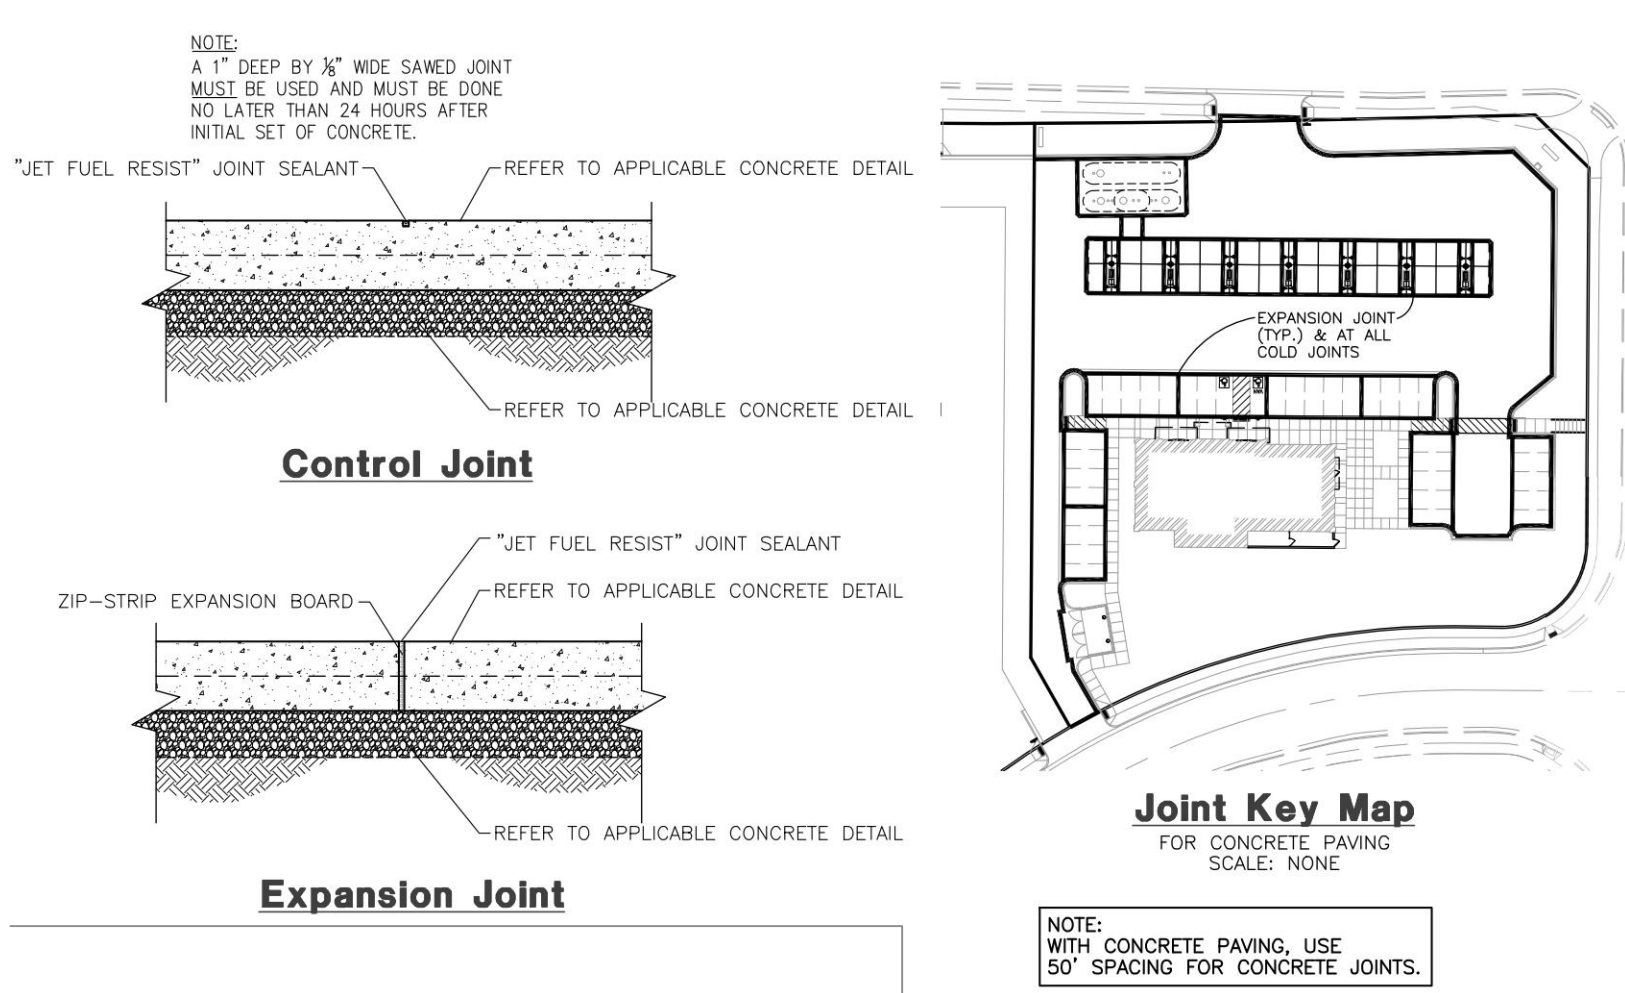 NOTE:
A 1" DEEP BY ⅛" WIDE SAWED JOINT
MUST BE USED AND MUST BE DONE
NO LATER THAN 24 HOURS AFTER
INITIAL SET OF CONCRETE.
"JET FUEL RESIST" JOINT SEALANT
REFER TO APPLICABLE CONCRETE DETAIL
REFER TO APPLICABLE CONCRETE DETAIL
Control Joint
"JET FUEL RESIST" JOINT SEALANT
REFER TO APPLICABLE CONCRETE DETAIL
ZIP-STRIP EXPANSION BOARD
REFER TO APPLICABLE CONCRETE DETAIL
Expansion Joint
EXPANSION JOINT
(TYP.) & AT ALL
COLD JOINTS
Joint Key Map
FOR CONCRETE PAVING
SCALE: NONE
NOTE:
WITH CONCRETE PAVING, USE
50' SPACING FOR CONCRETE JOINTS.